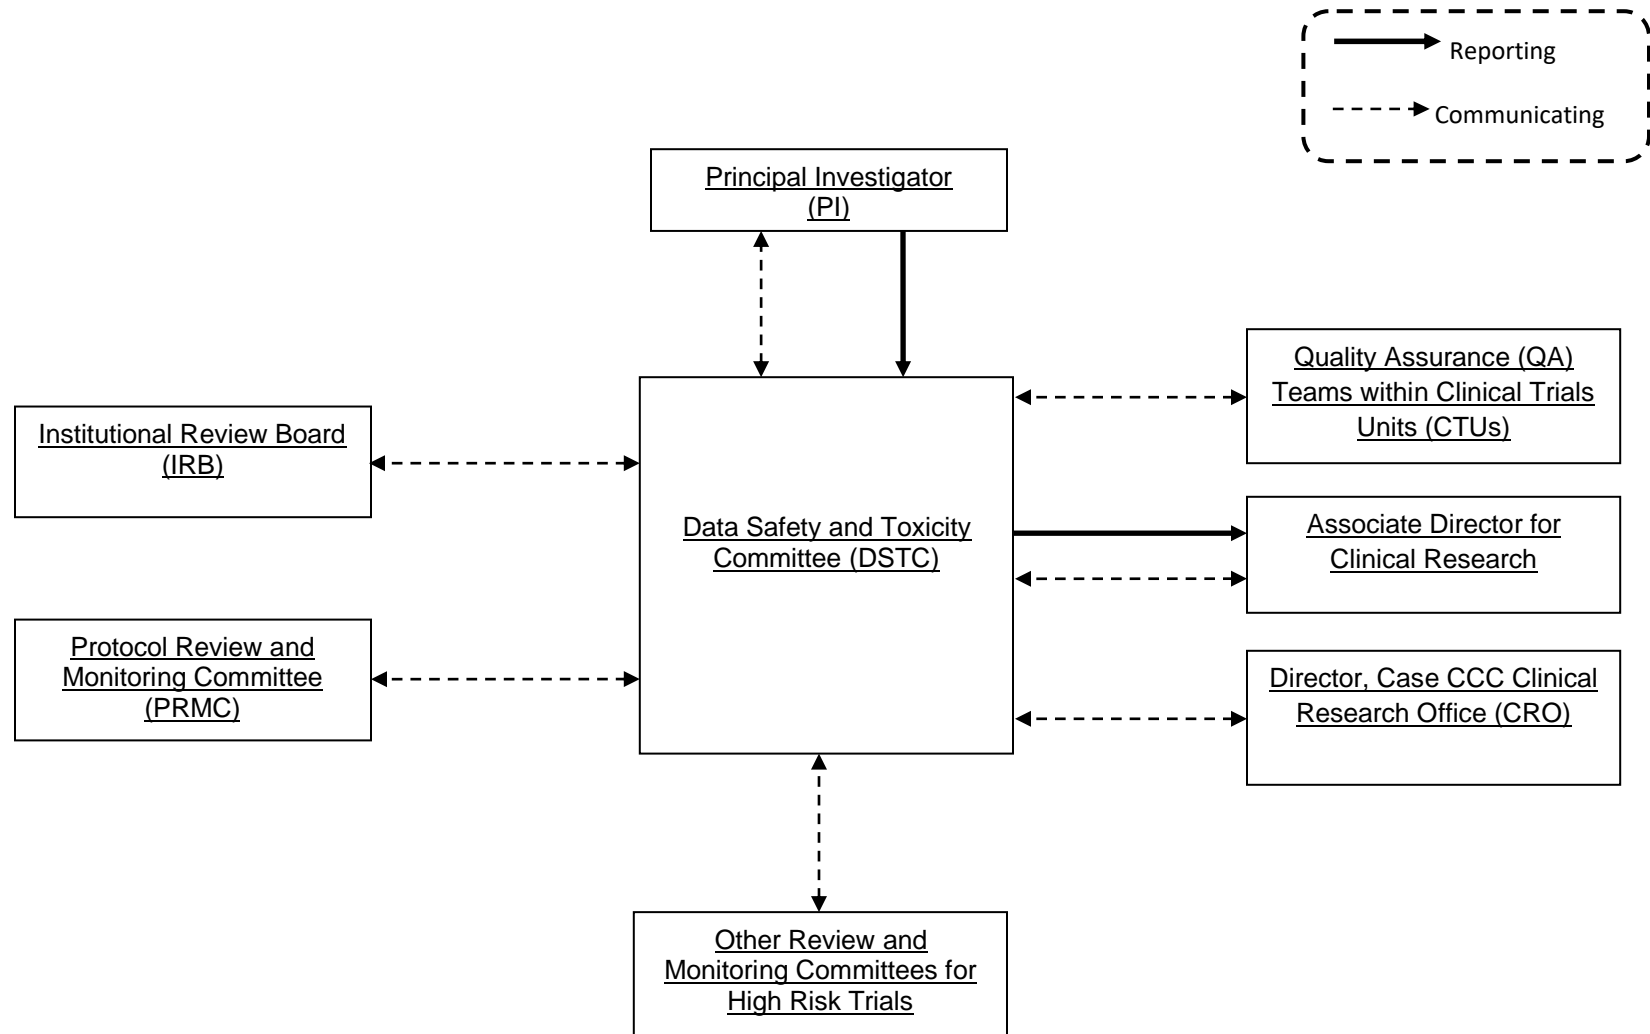 Reporting
Communicating
Principal Investigator
(PI)
Quality Assurance (QA)
Teams within Clinical Trials
Units (CTUs)
Institutional Review Board
(IRB)
Data Safety and Toxicity
Committee (DSTC)
Associate Director for
Clinical Research
Protocol Review and
Monitoring Committee
(PRMC)
Director, Case CCC Clinical
Research Office (CRO)
Other Review and
Monitoring Committees for
High Risk Trials